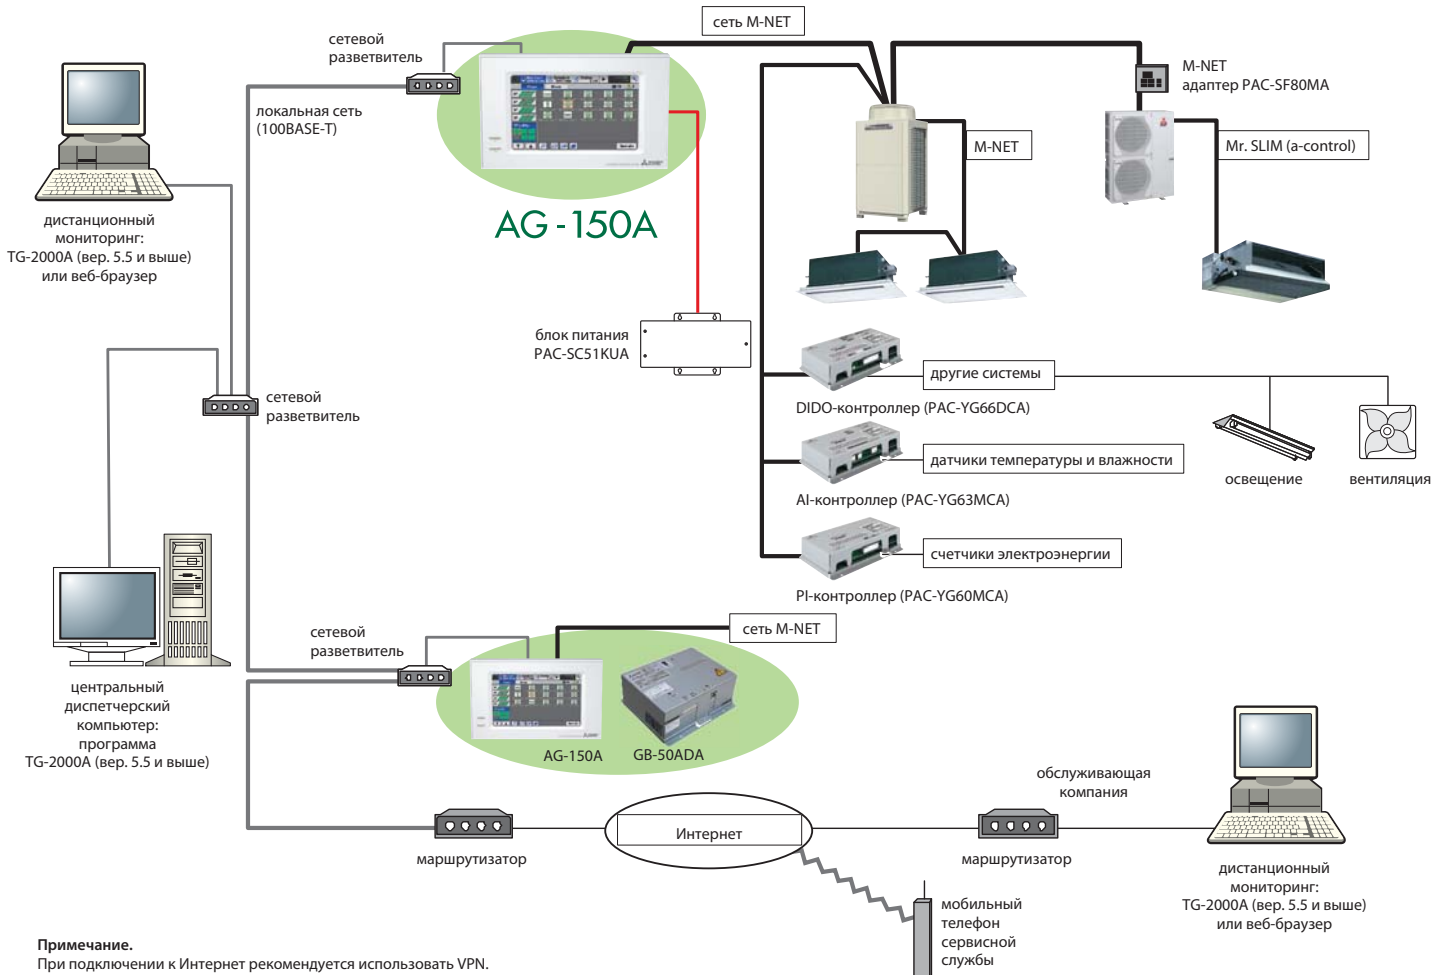 сеть M-NET
сетевой
разветвитель
M-NET
адаптер PAC-SF80MA
локальная сеть
(100BASE-T)
M-NET
Mr. SLIM (a-control)
AG-150A
дистанционный
мониторинг:
TG-2000A (вер. 5.5 и выше)
или веб-браузер
блок питания
PAC-SC51KUA
другие системы
DIDO-контроллер (PAC-YG66DCA)
сетевой
разветвитель
датчики температуры и влажности
AI-контроллер (PAC-YG63MCA)
освещение
вентиляция
счетчики электроэнергии
PI-контроллер (PAC-YG60MCA)
сетевой
разветвитель
сеть M-NET
центральный
диспетчерский
компьютер:
программа
TG-2000A (вер. 5.5 и выше)
AG-150A
GB-50ADA
обслуживающая
компания
Интернет
маршрутизатор
маршрутизатор
дистанционный
мониторинг:
TG-2000A (вер. 5.5 и выше)
или веб-браузер
мобильный
телефон
сервисной
службы
Примечание.
При подключении к Интернет рекомендуется использовать VPN.